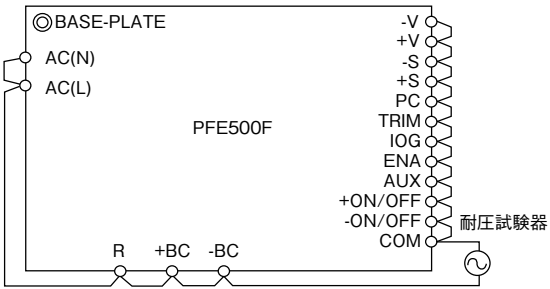 BASE-PLATE
AC(N)
AC(L)
PFE500F
-V
+V
-S
+S
PC
TRIM
IOG
ENA
AUX
+ON/OFF
-ON/OFF
COM
耐圧試験器
R
+BC
-BC